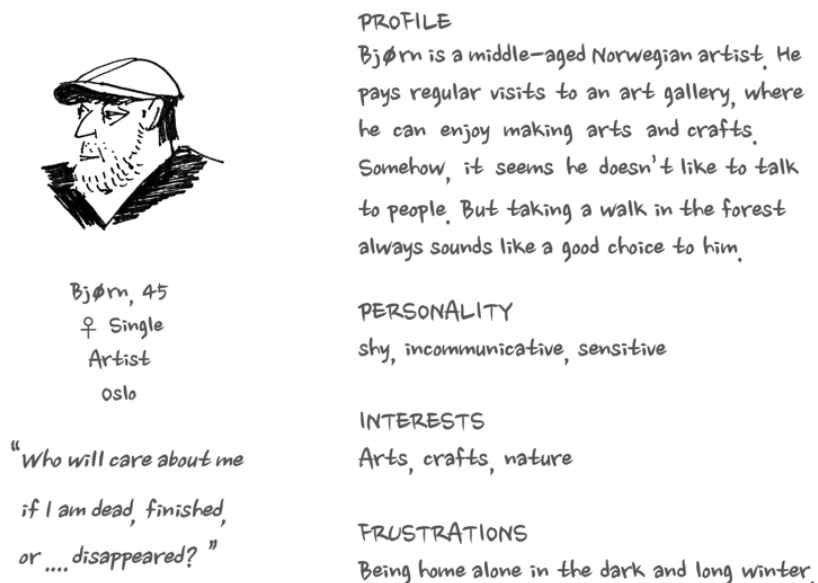 Bjørn, 45
♀ Single
Artist
Oslo
“Who will care about me
if I am dead, finished,
or .... disappeared? ”
PROFILE
Bjørn is a middle-aged Norwegian artist. He
pays regular visits to an art gallery, where
he can enjoy making arts and crafts.
Somehow, it seems he doesn't like to talk
to people. But taking a walk in the forest
always sounds like a good choice to him.
PERSONALITY
shy, incommunicative, sensitive
INTERESTS
Arts, crafts, nature
FRUSTRATIONS
Being home alone in the dark and long winter.